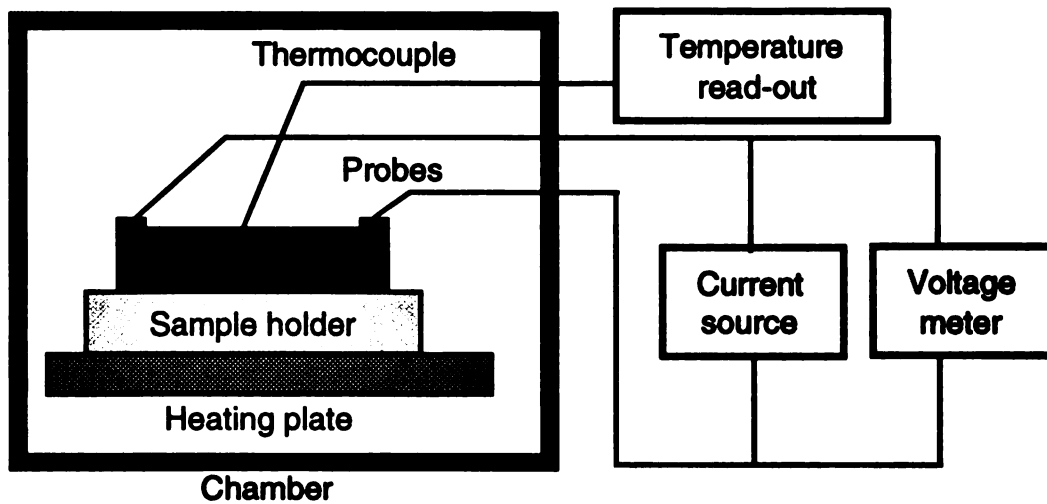 Thermocouple
Temperature
read-out
Probes
Current
source
Voltage
meter
Sample holder
Heating plate
Chamber